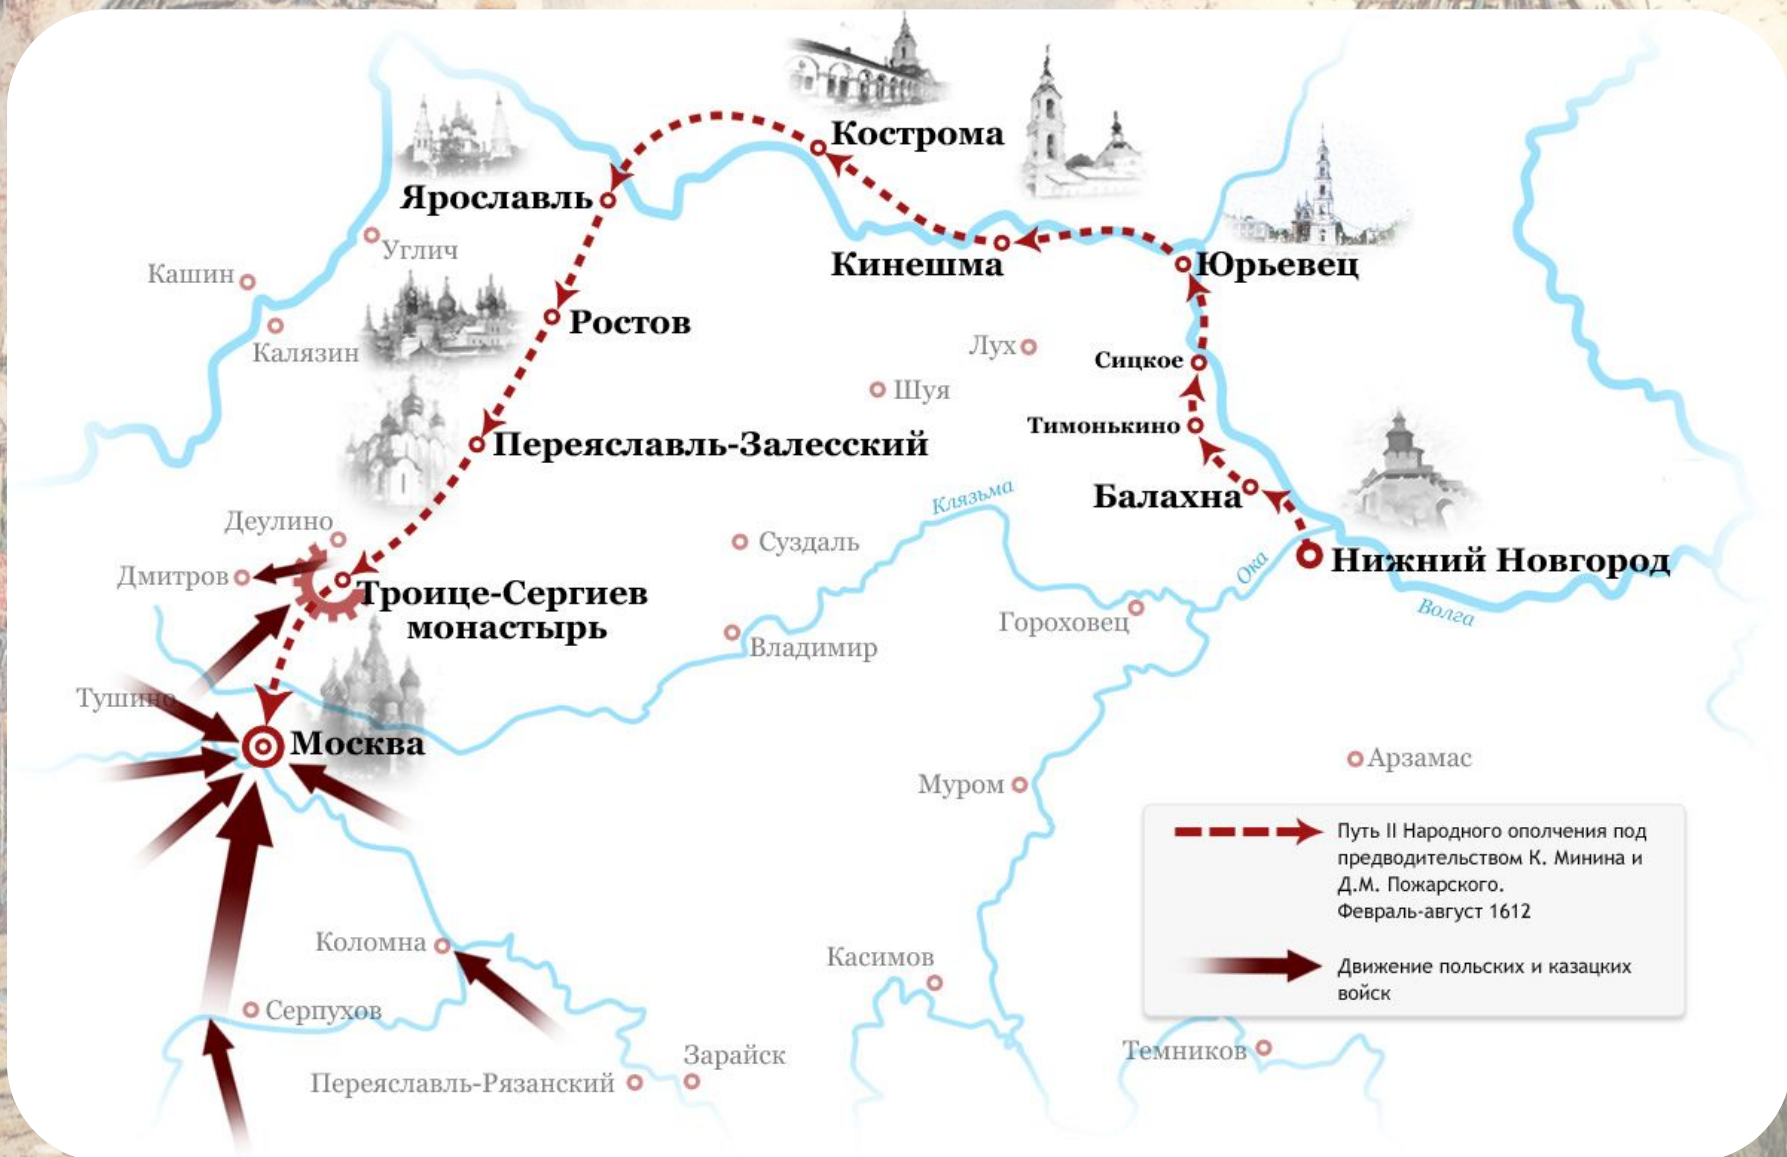 Кострома
Ярославль
Углич
Кашин
Кинешма
Юрьевец
Ростов
Калязин
Лух
Сицкое
Шуя
Тимонькино
Переяславль-Залесский
Балахна
Клязьма
Деулино
Суздаль
Нижний Новгород
Ока
Дмитров
Троице-Сергиев
монастырь
Волга
Гороховец
Владимир
Тушино
Москва
Арзамас
Муром
Путь II Народного ополчения под
предводительством К. Минина и
Д.М. Пожарского.
Февраль-август 1612
Коломна
Касимов
Движение польских и казацких
войск
Серпухов
Зарайск
Темников
Переяславль-Рязанский